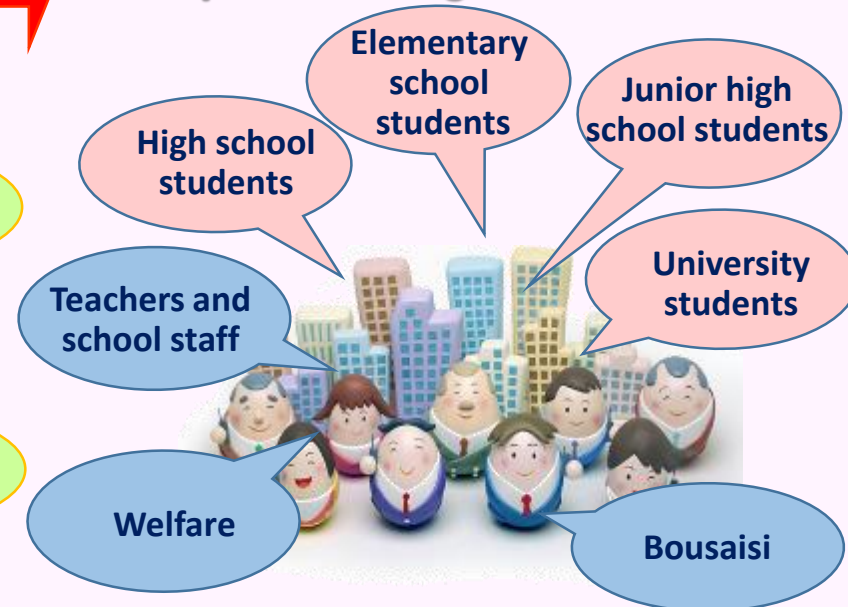 Elementary
school
students
Junior high
school students
High school
students
University
students
Teachers and
school staff
Welfare
Bousaisi